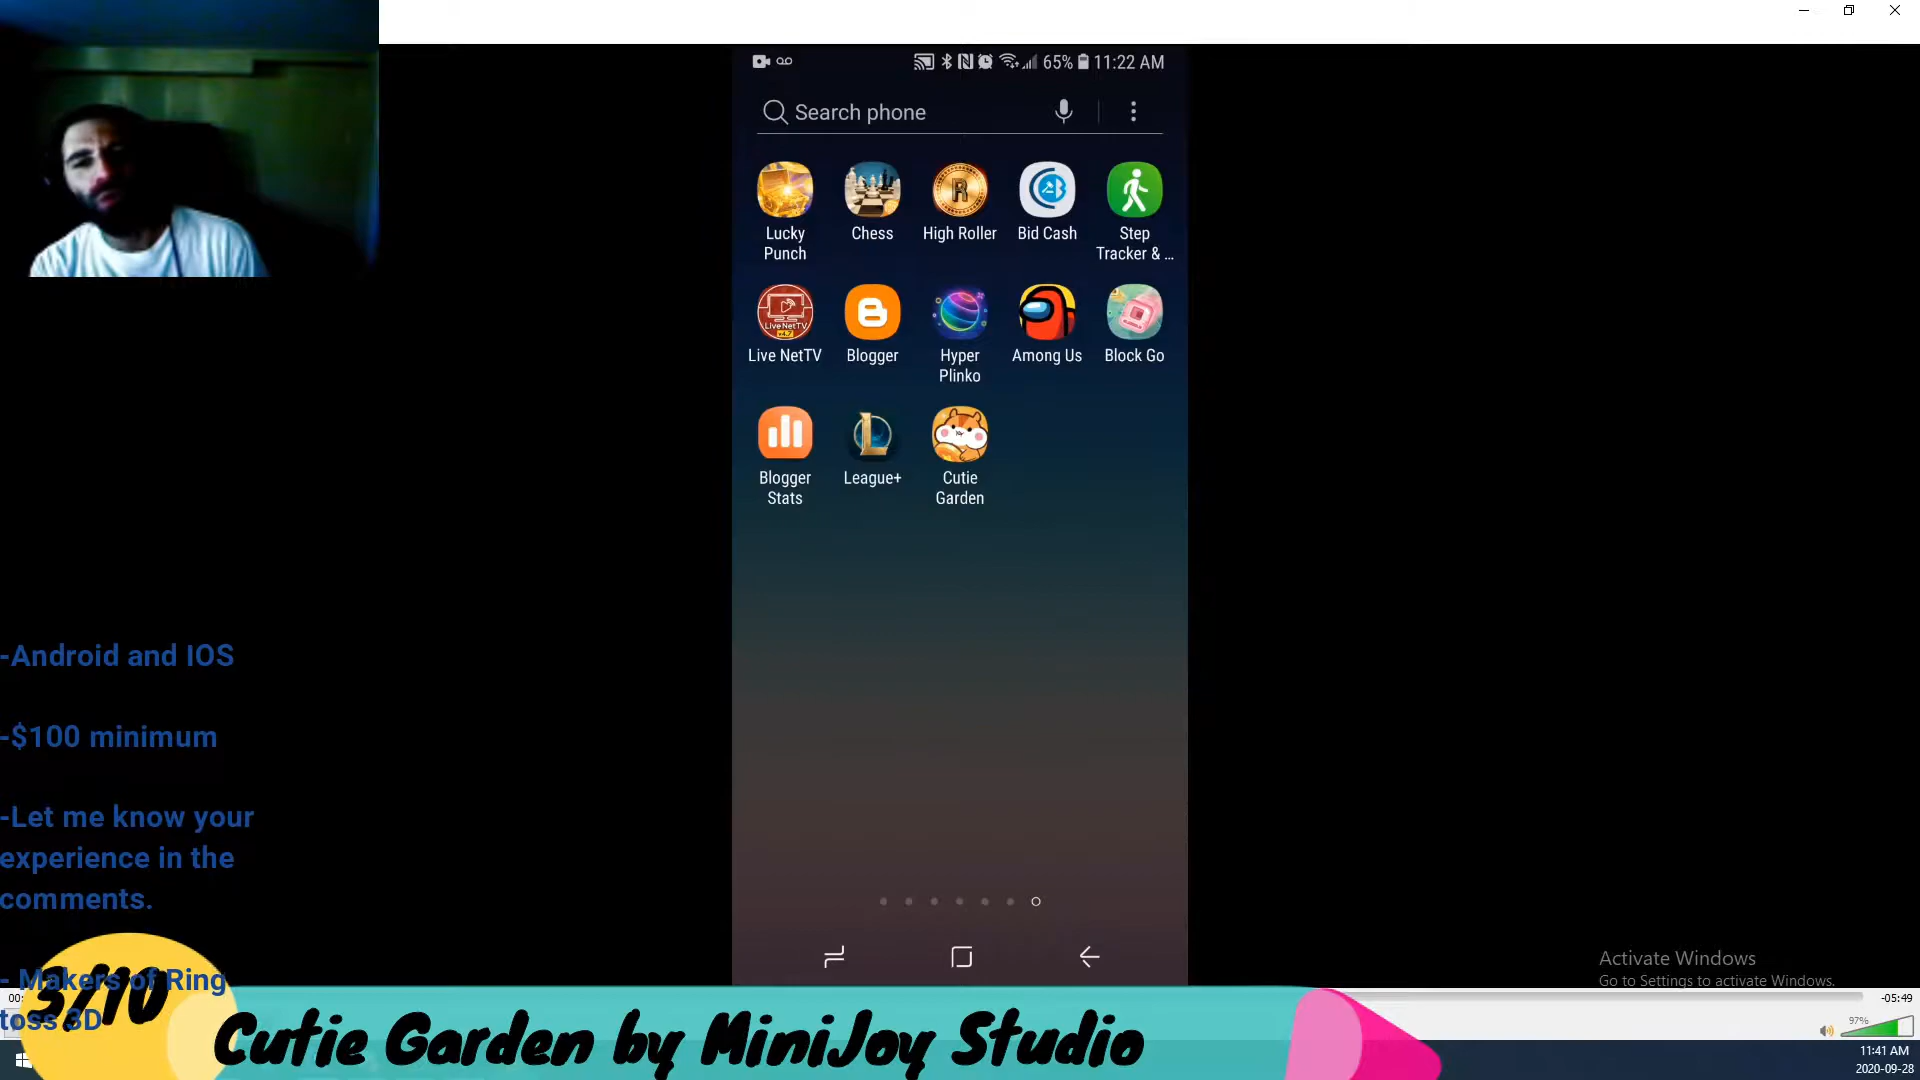 65% 11:22 AM
Search phone
Lucky Punch
Chess
High Roller
Bid Cash
Step Tracker & ...
Live NetTV
Blogger
Hyper Plinko
Among Us
Block Go
Blogger Stats
League+
Cutie Garden
-Android and IOS
-$100 minimum
-Let me know your
experience in the
comments.
- Makers of Ring
toss 3D
3/10
Cutie Garden by MiniJoy Studio
Activate Windows
Go to Settings to activate Windows.
-05:49
97%
11:41 AM
2020-09-28